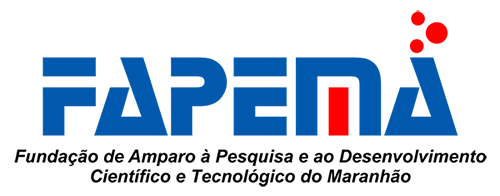 FAPEMA
Fundação de Amparo à Pesquisa e ao Desenvolvimento
Científico e Tecnológico do Maranhão